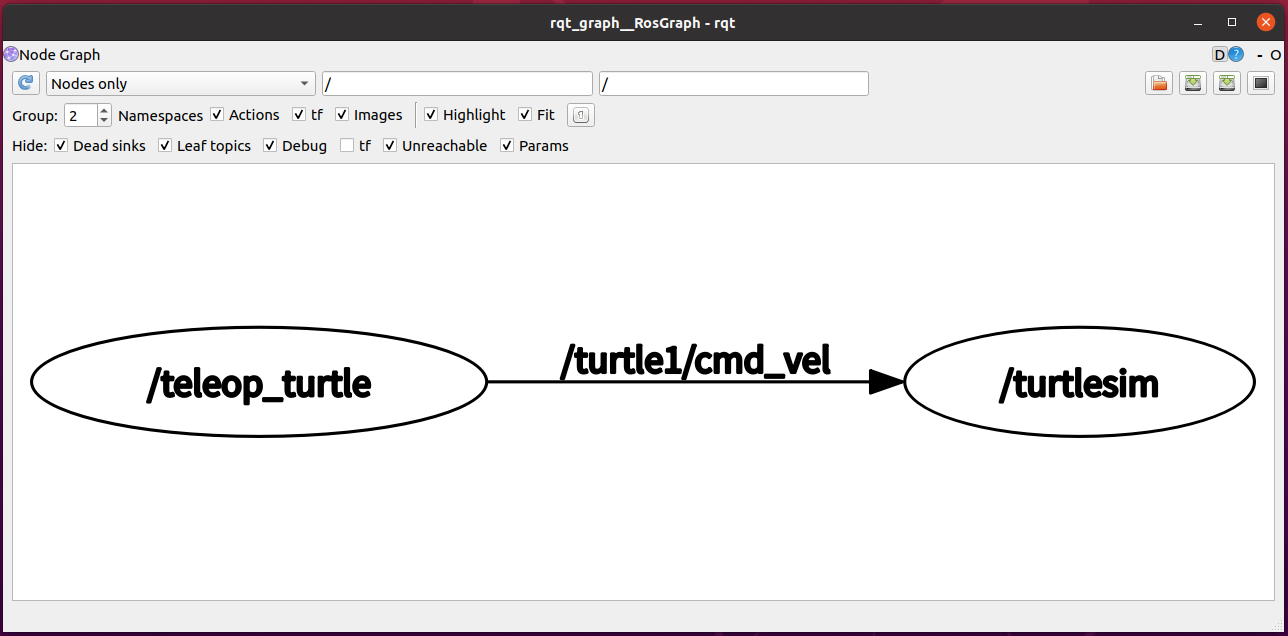 rqt_graph__RosGraph - rqt
Node Graph D ? - O
Nodes only / /
Group: 2 Namespaces Actions tf Images Highlight Fit
Hide: Dead sinks Leaf topics Debug tf Unreachable Params
/teleop_turtle /turtle1/cmd_vel /turtlesim